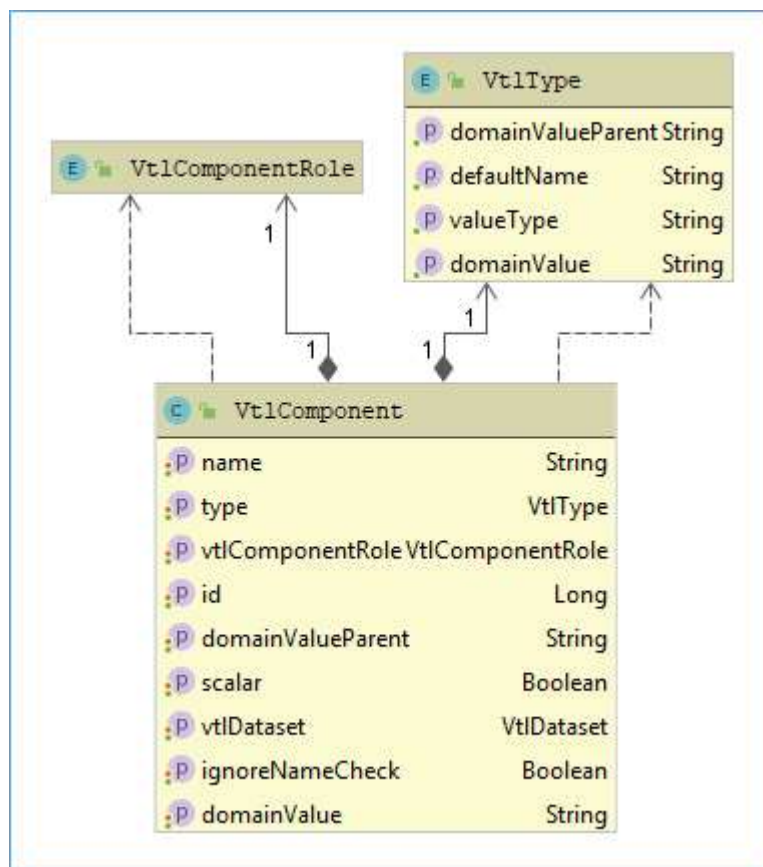 E VtlType
P domainValueParent String
P defaultName String
P valueType String
P domainValue String
E VtlComponentRole
1
1
1
1
C VtlComponent
P name String
P type VtlType
P vtlComponentRole VtlComponentRole
P id Long
P domainValueParent String
P scalar Boolean
P vtlDataset VtlDataset
P ignoreNameCheck Boolean
P domainValue String